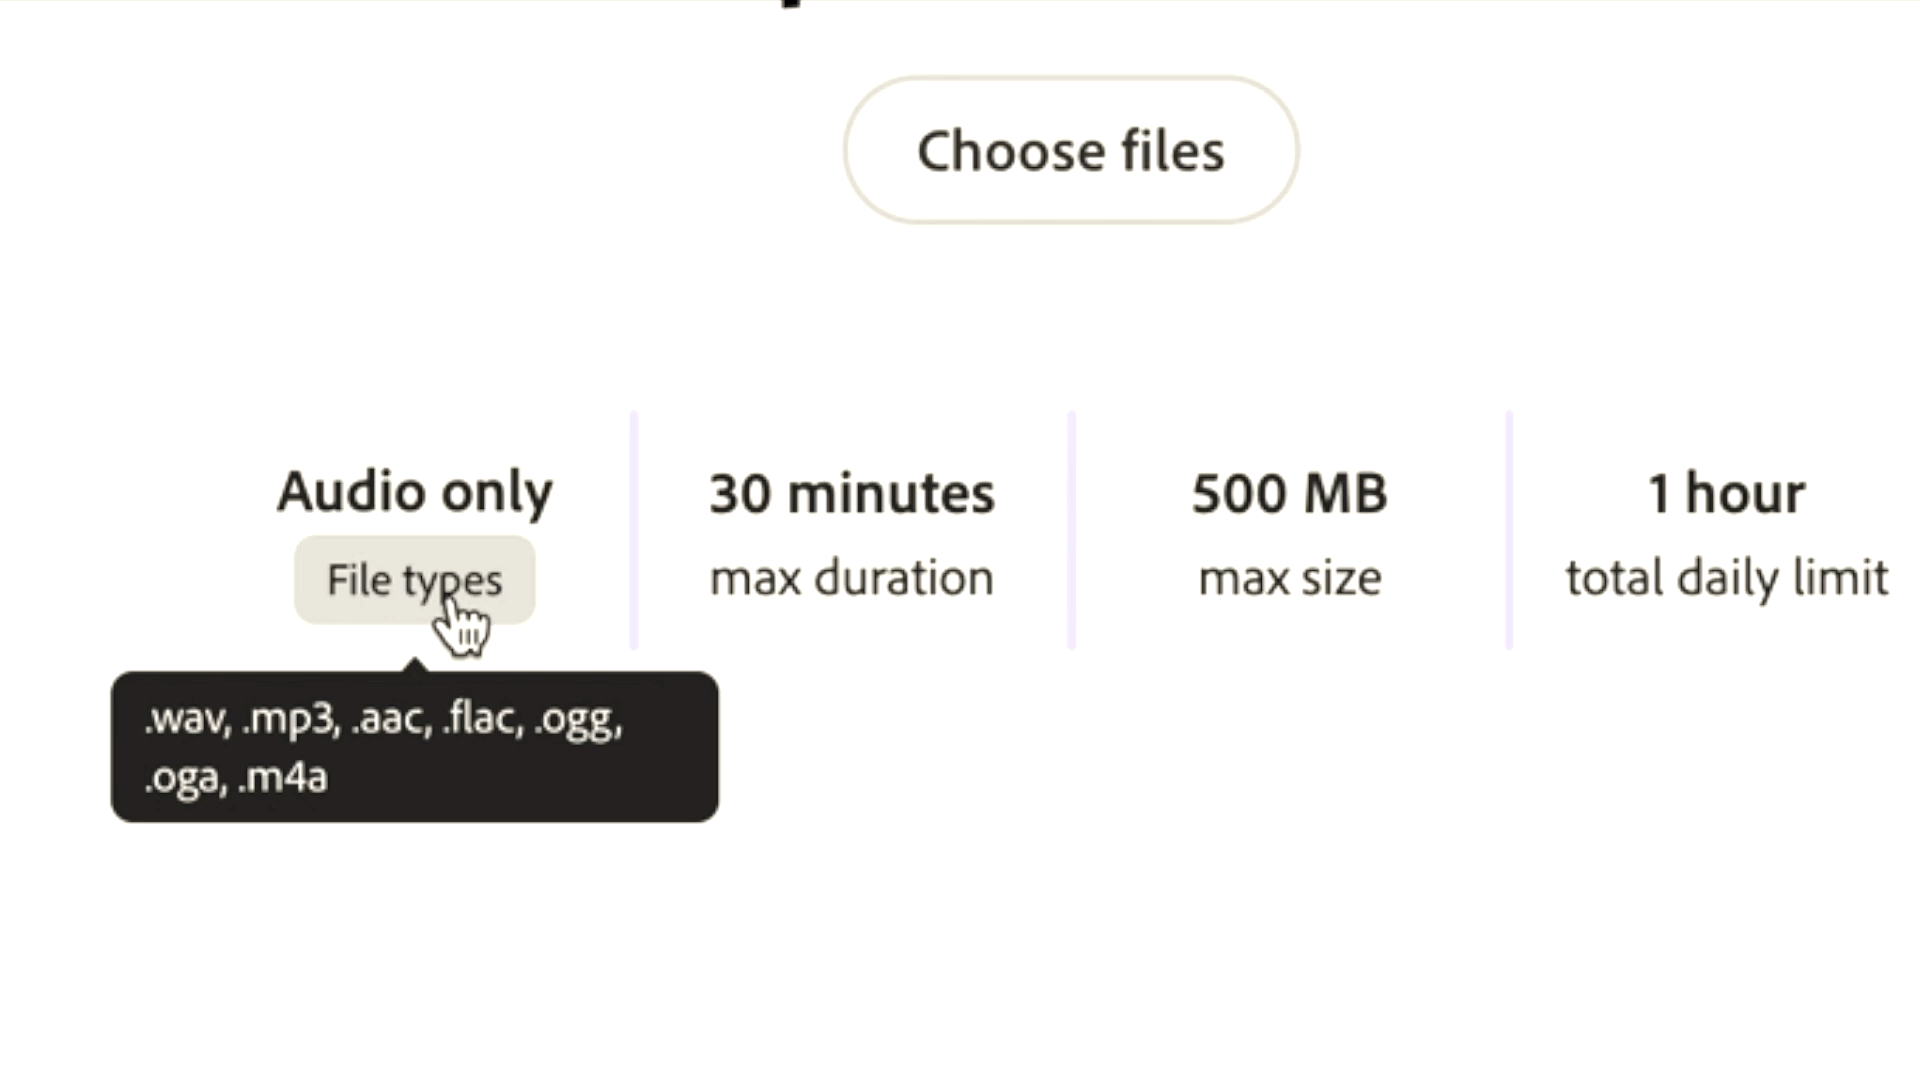 Choose files
Audio only
File types
30 minutes
max duration
500 MB
max size
1 hour
total daily limit
.wav, .mp3, .aac, .flac, .ogg,
.oga, .m4a